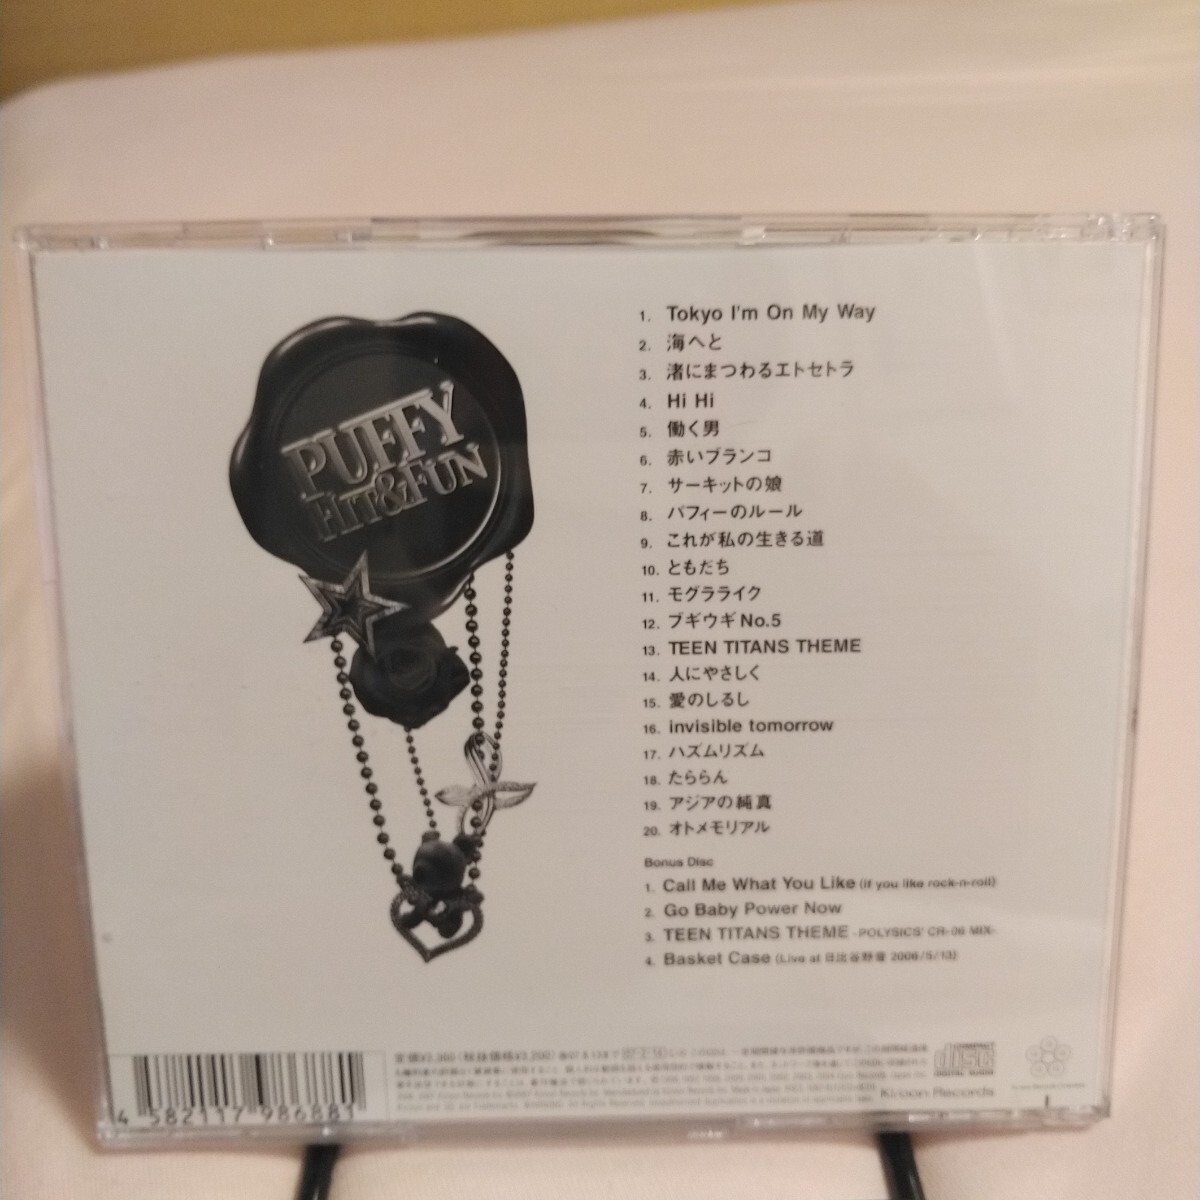 PUFFY
HIT&FUN
1. Tokyo I'm On My Way
2. 海へと
3. 渚にまつわるエトセトラ
4. Hi Hi
5. 働く男
6. 赤いブランコ
7. サーキットの娘
8. パフィーのルール
9. これが私の生きる道
10. ともだち
11. モグラライク
12. ブギウギNo.5
13. TEEN TITANS THEME
14. 人にやさしく
15. 愛のしるし
16. invisible tomorrow
17. ハズムリズム
18. たららん
19. アジアの純真
20. オトメモリアル
Bonus Disc
1. Call Me What You Like (if you like rock-n-roll)
2. Go Baby Power Now
3. TEEN TITANS THEME -POLYSICS' CR-06 MIX-
4. Basket Case (Live at 日比谷野音 2006/5/13)
COMPACT
disc
DIGITAL AUDIO
Ki/oon Records
4 582117 986881